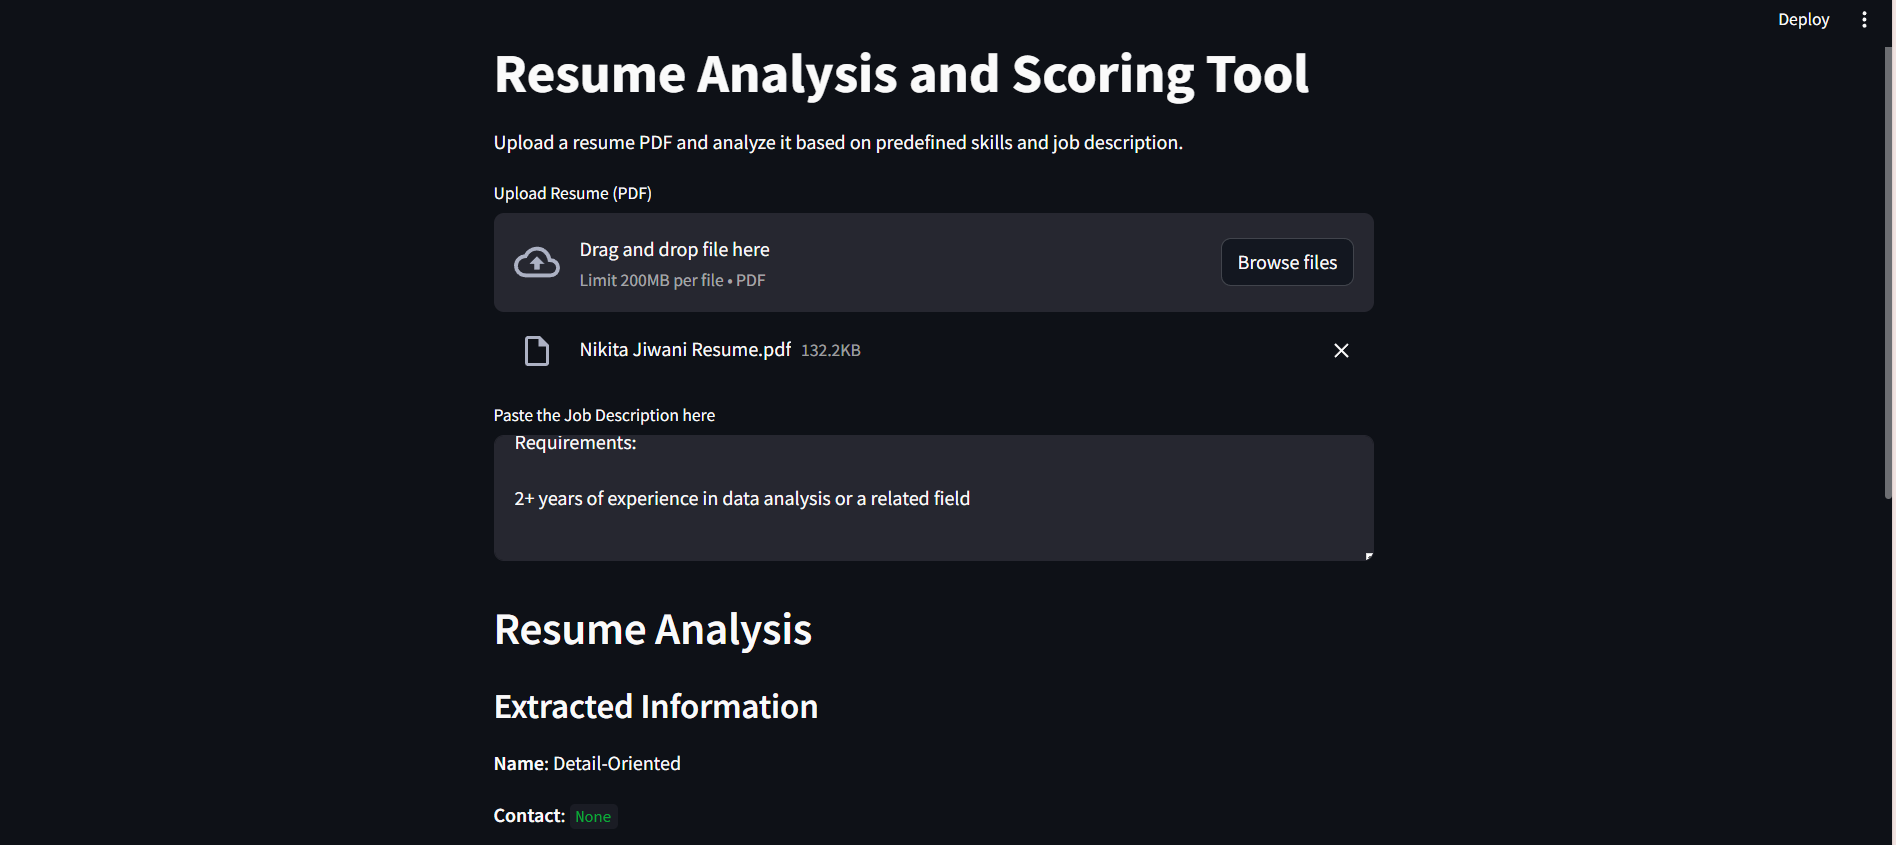 Deploy
Resume Analysis and Scoring Tool
Upload a resume PDF and analyze it based on predefined skills and job description.
Upload Resume (PDF)
Drag and drop file here
Limit 200MB per file • PDF
Browse files
Nikita Jiwani Resume.pdf 132.2KB
Paste the Job Description here
Requirements:
2+ years of experience in data analysis or a related field
Resume Analysis
Extracted Information
Name: Detail-Oriented
Contact: None